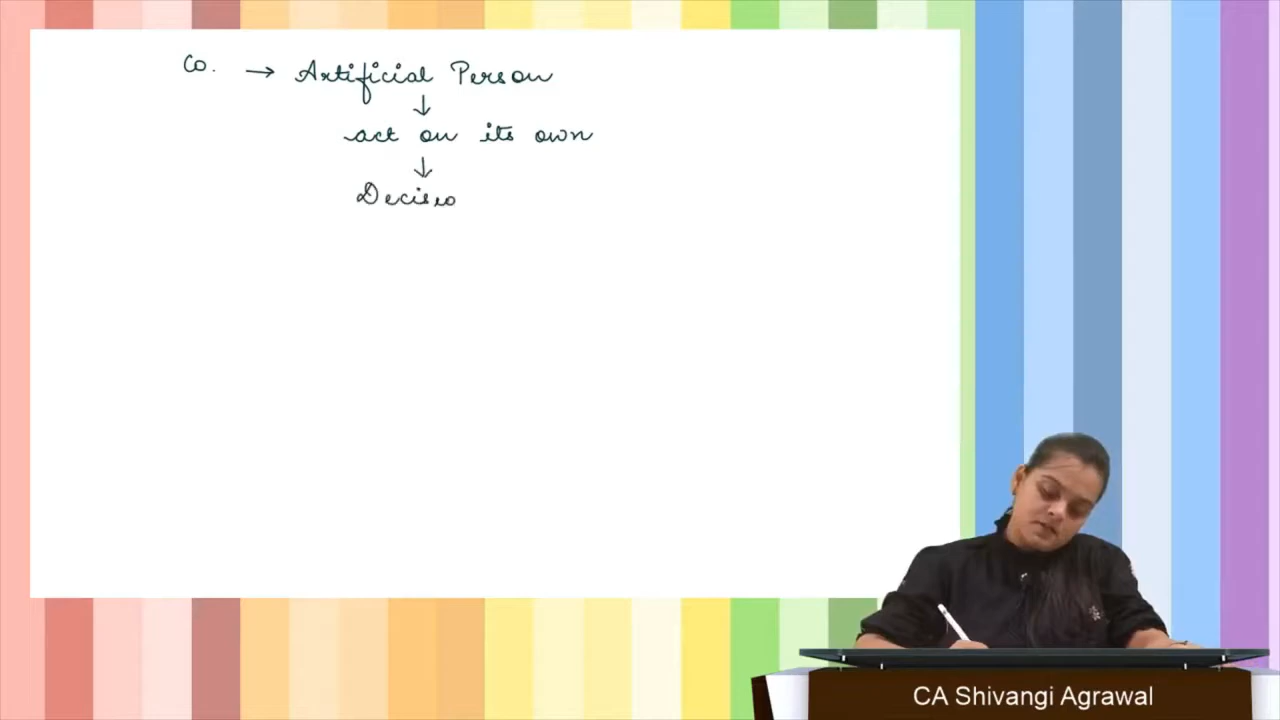 Co. → Artificial Person
↓
act on its own
↓
Decisio
CA Shivangi Agrawal